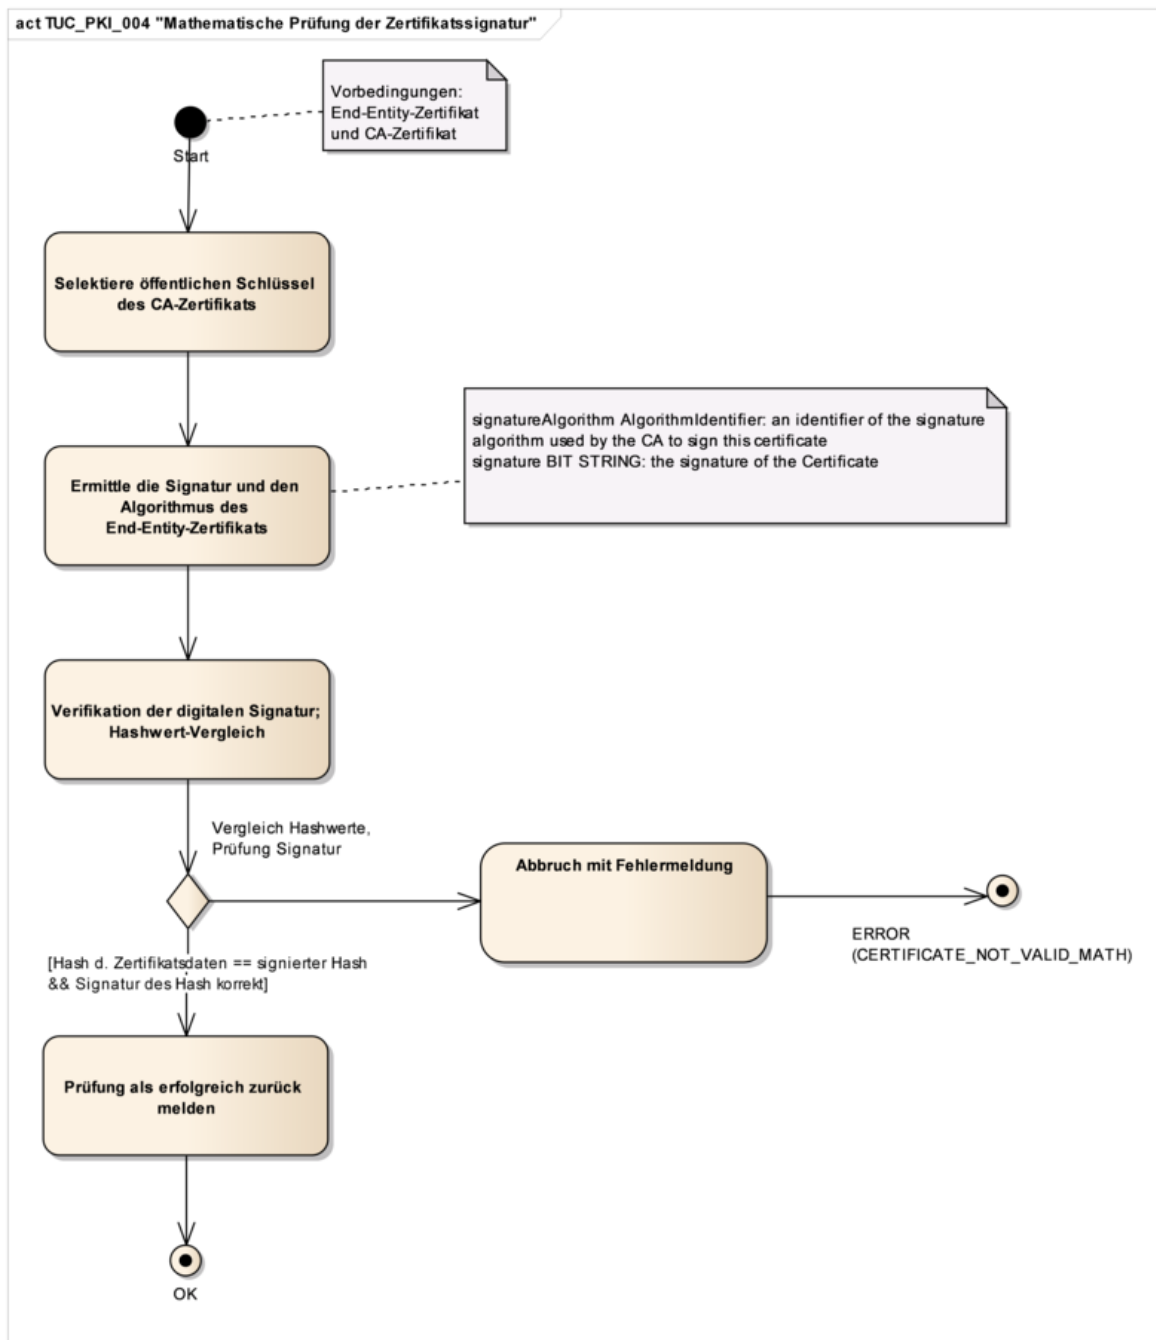 act TUC_PKI_004 "Mathematische Prüfung der Zertifikatssignatur"
Vorbedingungen:
End-Entity-Zertifikat
und CA-Zertifikat
Start
Selektiere öffentlichen Schlüssel
des CA-Zertifikats
signatureAlgorithm AlgorithmIdentifier: an identifier of the signature
algorithm used by the CA to sign this certificate
signature BIT STRING: the signature of the Certificate
Ermittle die Signatur und den
Algorithmus des
End-Entity-Zertifikats
Verifikation der digitalen Signatur;
Hashwert-Vergleich
Vergleich Hashwerte,
Prüfung Signatur
Abbruch mit Fehlermeldung
ERROR
(CERTIFICATE_NOT_VALID_MATH)
[Hash d. Zertifikatsdaten == signierter Hash
&& Signatur des Hash korrekt]
Prüfung als erfolgreich zurück
melden
OK